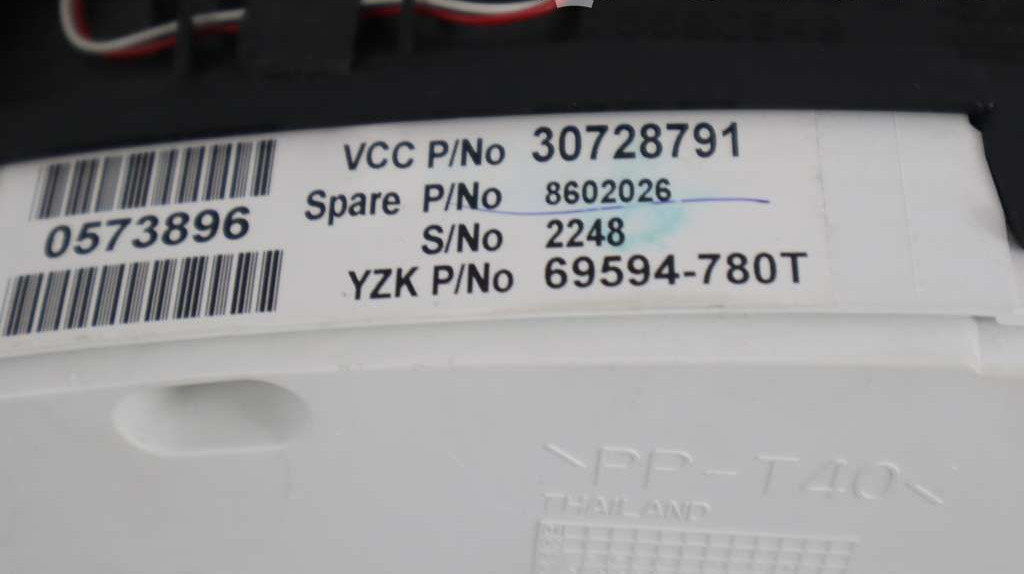 VCC P/No 30728791
Spare P/No 8602026
0573896
S/No 2248
YZK P/No 69594-780T
>PP-T40<
THAILAND